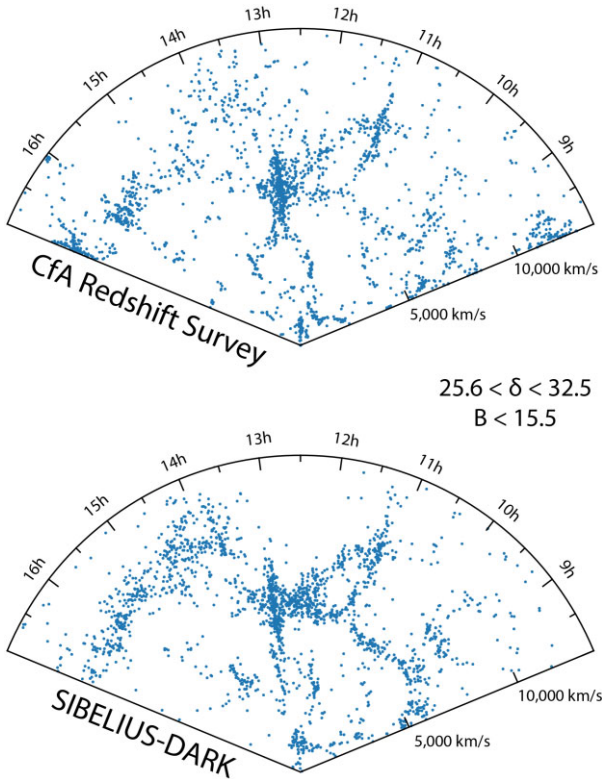 16h 15h 14h 13h 12h 11h 10h 9h
CfA Redshift Survey
10,000 km/s
5,000 km/s
25.6 < δ < 32.5
B < 15.5
16h 15h 14h 13h 12h 11h 10h 9h
SIBELIUS-DARK
10,000 km/s
5,000 km/s